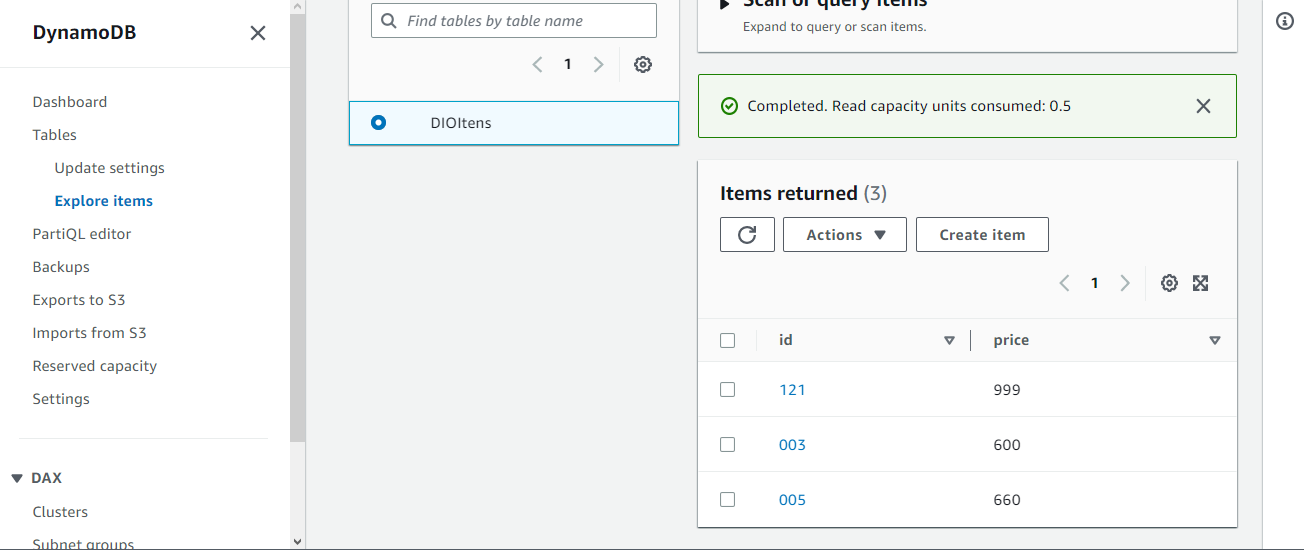 DynamoDB
Dashboard
Tables
Update settings
Explore items
PartiQL editor
Backups
Exports to S3
Imports from S3
Reserved capacity
Settings
DAX
Clusters
Subnet groups
Find tables by table name
1
DIOItens
Scan or query items
Expand to query or scan items.
Completed. Read capacity units consumed: 0.5
Items returned (3)
Actions
Create item
1
id price
121 999
003 600
005 660